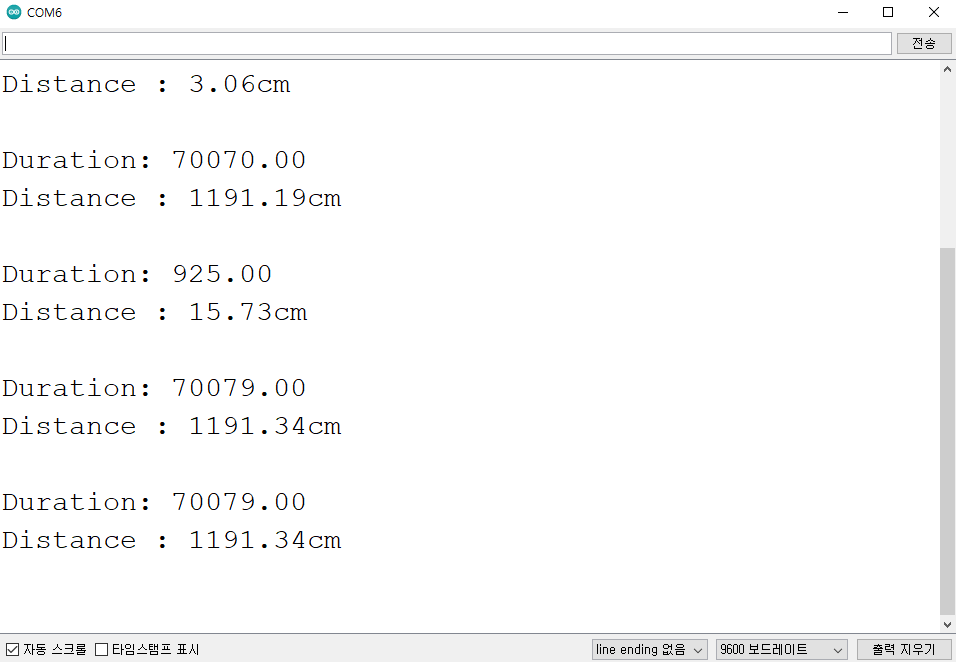 COM6
전송
Distance : 3.06cm
Duration: 70070.00
Distance : 1191.19cm
Duration: 925.00
Distance : 15.73cm
Duration: 70079.00
Distance : 1191.34cm
Duration: 70079.00
Distance : 1191.34cm
자동 스크롤 타임스탬프 표시 line ending 없음 9600 보드레이트 출력 지우기